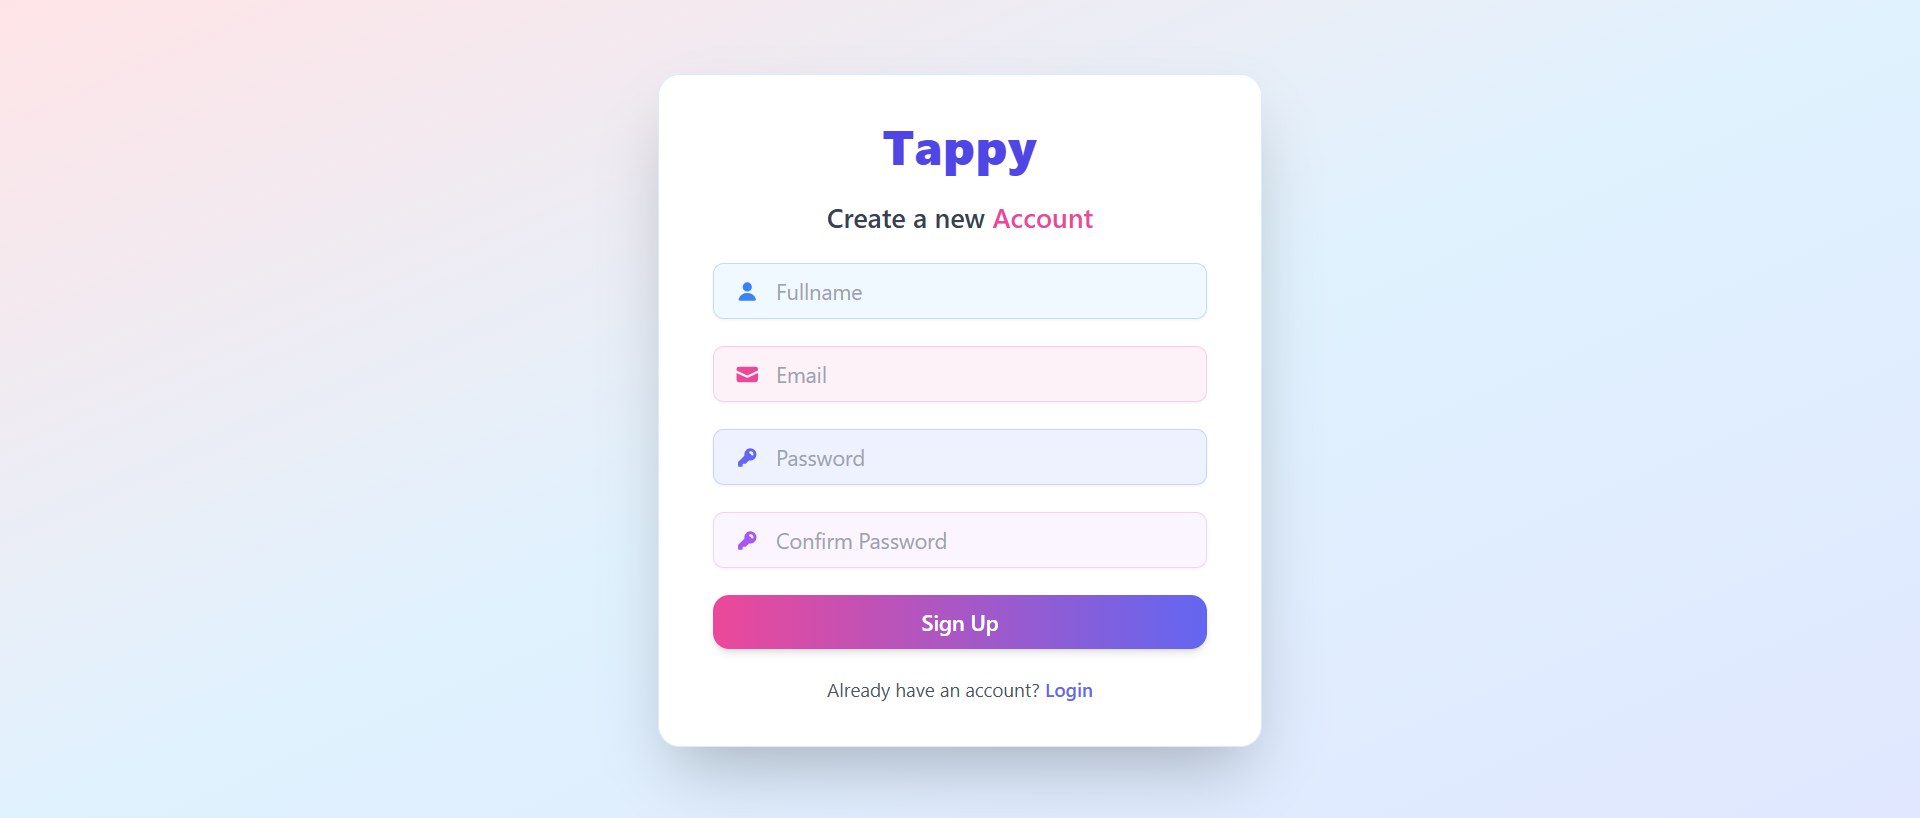 Tappy
Create a new Account
Fullname
Email
Password
Confirm Password
Sign Up
Already have an account? Login